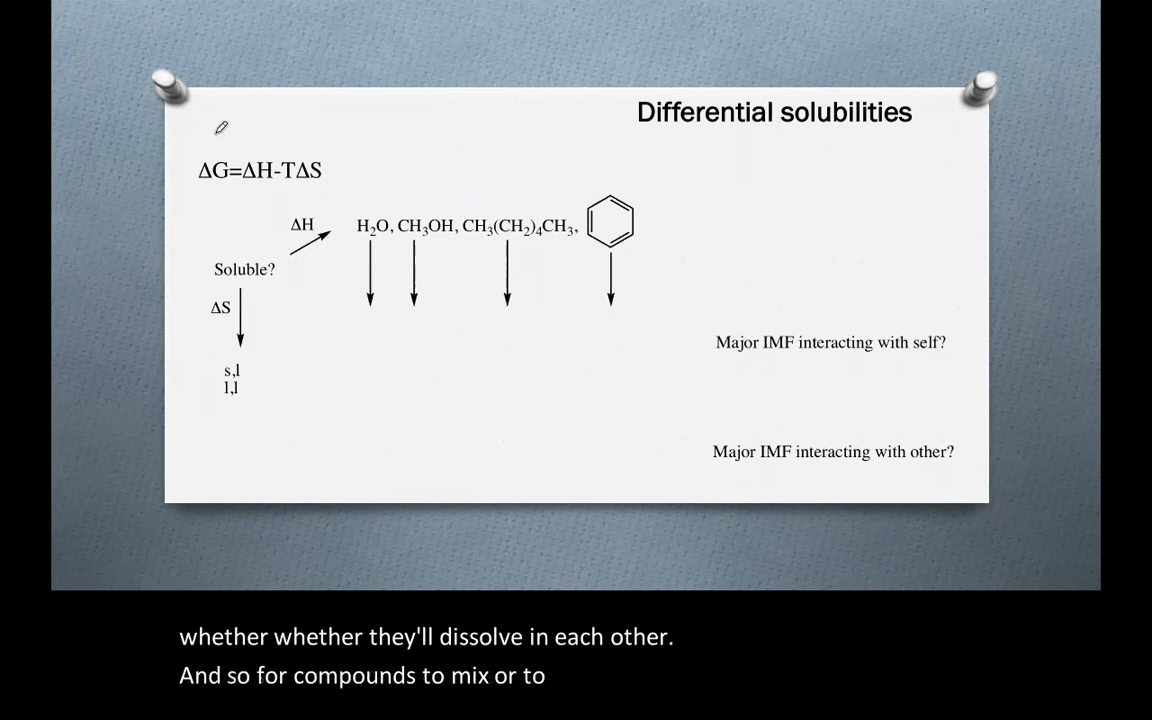 Differential solubilities
ΔG=ΔH-TΔS
ΔH
H₂O, CH₃OH, CH₃(CH₂)₄CH₃,
Soluble?
ΔS
s,l
l,l
Major IMF interacting with self?
Major IMF interacting with other?
whether whether they'll dissolve in each other.
And so for compounds to mix or to